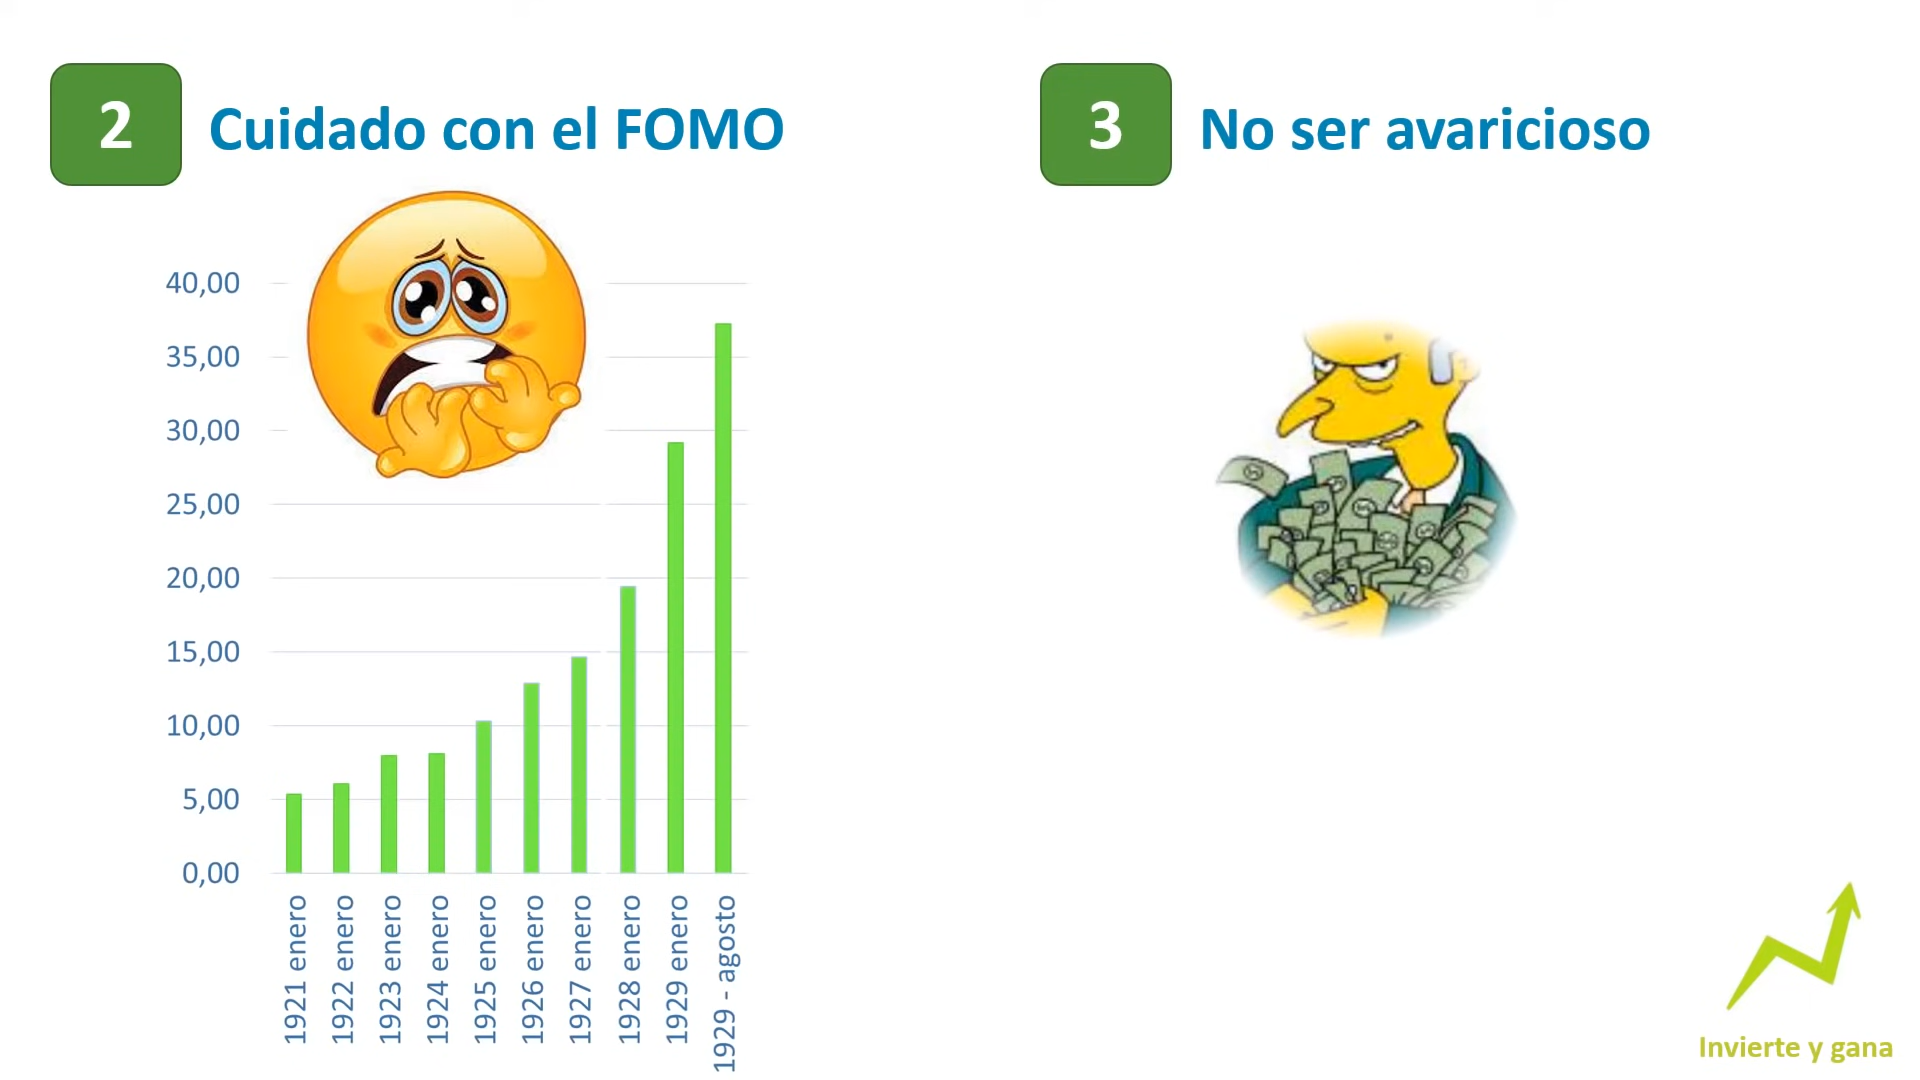 2
Cuidado con el FOMO
3
No ser avaricioso
40,00
35,00
30,00
25,00
20,00
15,00
10,00
5,00
0,00
1921 enero
1922 enero
1923 enero
1924 enero
1925 enero
1926 enero
1927 enero
1928 enero
1929 enero
1929 - agosto
Invierte y gana